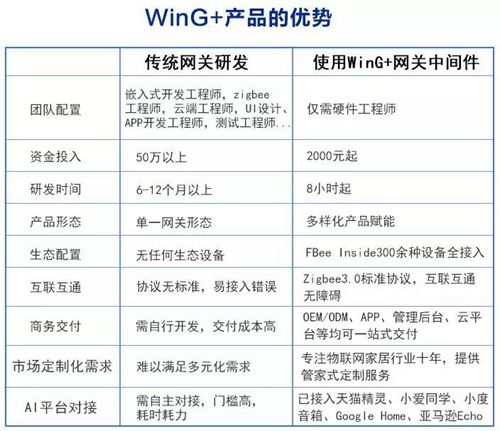 WinG+产品的优势
传统网关研发
使用WinG+网关中间件
团队配置
嵌入式开发工程师，zigbee
工程师，云端工程师，UI设计、
APP开发工程师，测试工程师...
仅需硬件工程师
资金投入
50万以上
2000元起
研发时间
6-12个月以上
8小时起
产品形态
单一网关形态
多样化产品赋能
生态配置
无任何生态设备
FBee Inside300余种设备全接入
互联互通
协议无标准，易接入错误
Zigbee3.0标准协议，互联互通
无障碍
商务交付
需自行开发，交付成本高
OEM/ODM、APP、管理后台、云平
台等均可一站式交付
市场定制化需求
难以满足多元化需求
专注物联网家居行业十年，提供
管家式定制服务
AI平台对接
需自主对接，门槛高，
耗时耗力
已接入天猫精灵、小爱同学、小度
音箱、Google Home、亚马逊Echo